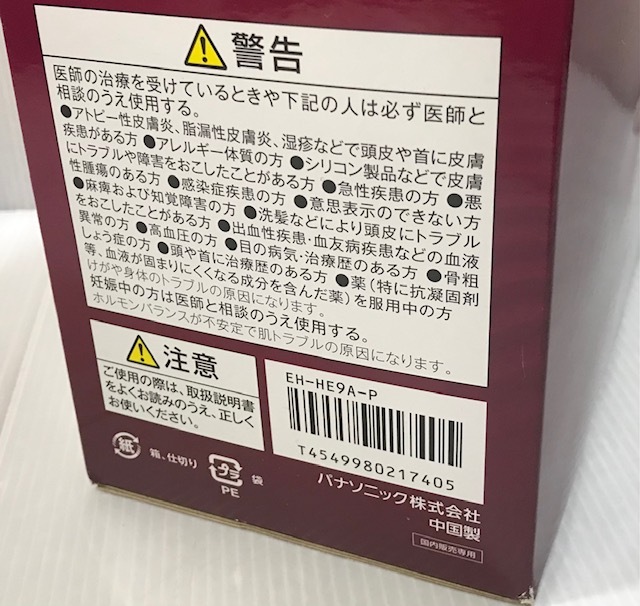 警告
医師の治療を受けているときや下記の人は必ず医師と
相談のうえ使用する。
●アトピー性皮膚炎、脂漏性皮膚炎、湿疹などで頭皮や首に皮膚
疾患がある方 ●アレルギー体質の方 ●シリコン製品などで皮膚
にトラブルや障害をおこしたことがある方 ●急性疾患の方 ●悪
性腫瘍のある方 ●感染症疾患の方 ●意思表示のできない方
●麻痺および知覚障害の方 ●洗髪などにより頭皮にトラブル
をおこしたことがある方 ●出血性疾患・血友病疾患などの血液
異常の方 ●高血圧の方 ●目の病気・治療歴のある方 ●骨粗
しょう症の方 ●頭や首に治療歴のある方 ●薬(特に抗凝固剤
等、血液が固まりにくくなる成分を含んだ薬)を服用中の方
けがや身体のトラブルの原因になります。
妊娠中の方は医師と相談のうえ使用する。
ホルモンバランスが不安定で肌トラブルの原因になります。
注意
ご使用の際は、取扱説明書
をよくお読みのうえ、正しく
お使いください。
EH-HE9A-P
T4549980217405
紙 箱、仕切り
プラ 袋
PE
パナソニック株式会社
中国製
国内販売専用